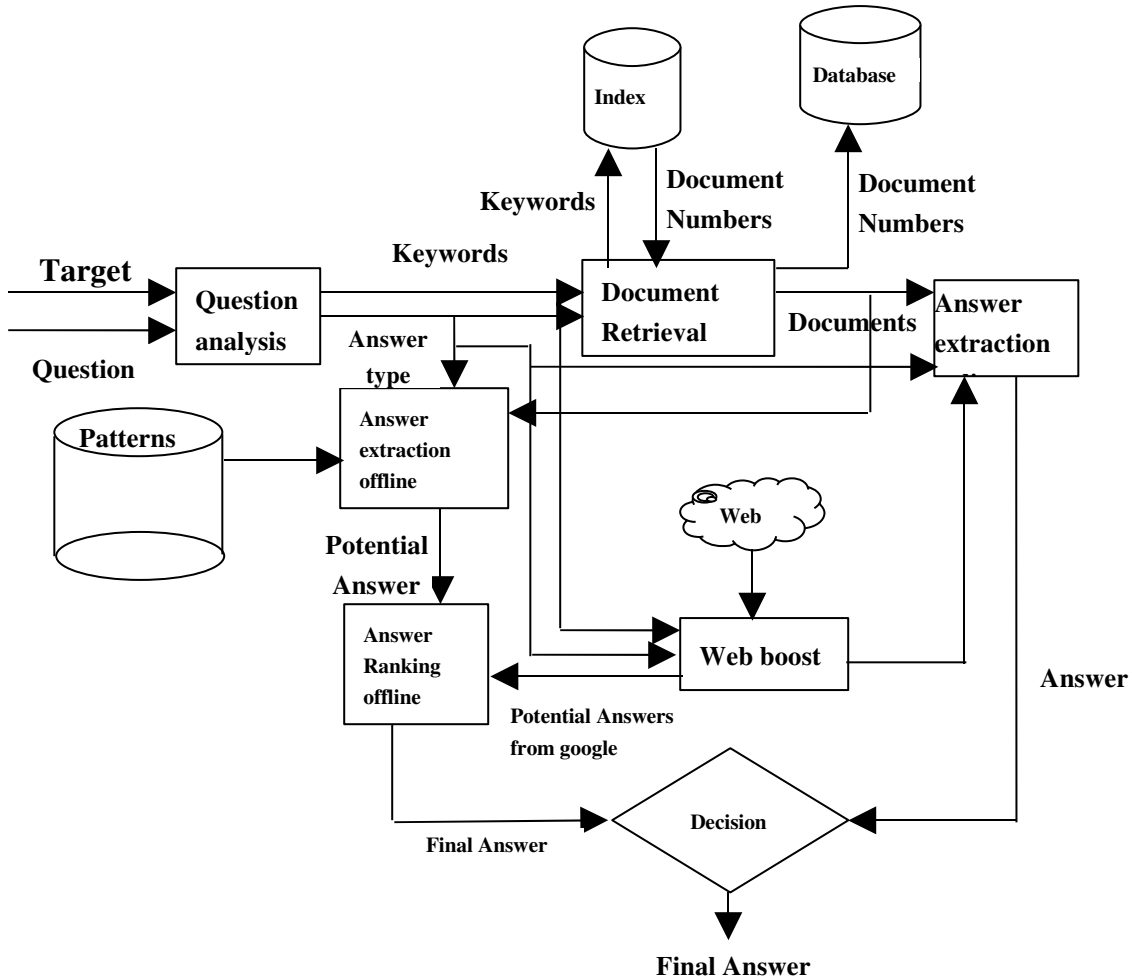 Database
Index
Keywords
Document
Numbers
Document
Numbers
Keywords
Target
Question
analysis
Document
Retrieval
Documents
Answer
extraction
Question
Answer
type
Patterns
Answer
extraction
offline
Web
Potential
Answer
Answer
Ranking
offline
Web boost
Answer
Potential Answers
from google
Decision
Final Answer
Final Answer